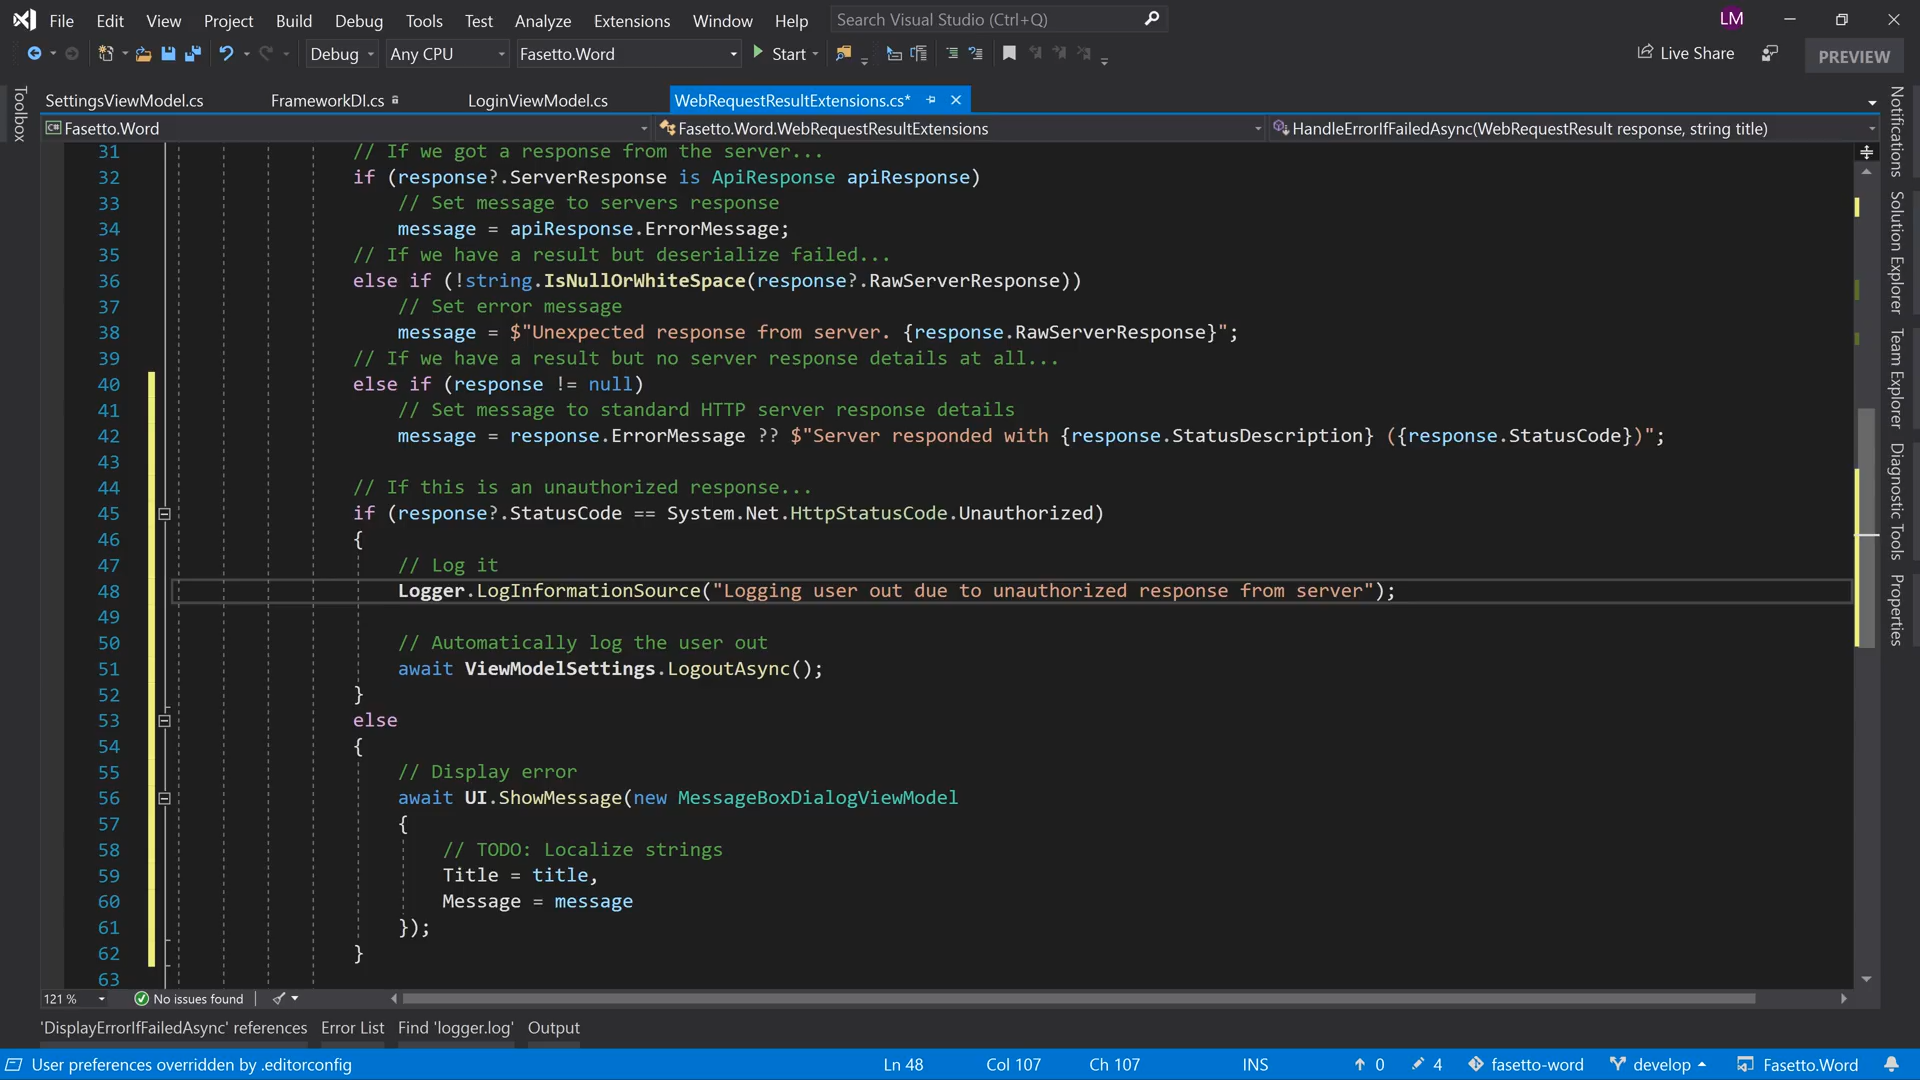 File Edit View Project Build Debug Tools Test Analyze Extensions Window Help Search Visual Studio (Ctrl+Q) LM
Debug Any CPU Fasetto.Word Start Live Share PREVIEW
SettingsViewModel.cs FrameworkDI.cs LoginViewModel.cs WebRequestResultExtensions.cs*
Fasetto.Word Fasetto.Word.WebRequestResultExtensions HandleErrorIfFailedAsync(WebRequestResult response, string title)
31 // If we got a response from the server...
32 if (response?.ServerResponse is ApiResponse apiResponse)
33 // Set message to servers response
34 message = apiResponse.ErrorMessage;
35 // If we have a result but deserialize failed...
36 else if (!string.IsNullOrWhiteSpace(response?.RawServerResponse))
37 // Set error message
38 message = $"Unexpected response from server. {response.RawServerResponse}";
39 // If we have a result but no server response details at all...
40 else if (response != null)
41 // Set message to standard HTTP server response details
42 message = response.ErrorMessage ?? $"Server responded with {response.StatusDescription} ({response.StatusCode})";
43
44 // If this is an unauthorized response...
45 if (response?.StatusCode == System.Net.HttpStatusCode.Unauthorized)
46 {
47 // Log it
48 Logger.LogInformationSource("Logging user out due to unauthorized response from server");
49
50 // Automatically log the user out
51 await ViewModelSettings.LogoutAsync();
52 }
53 else
54 {
55 // Display error
56 await UI.ShowMessage(new MessageBoxDialogViewModel
57 {
58 // TODO: Localize strings
59 Title = title,
60 Message = message
61 });
62 }
63
121 % No issues found
'DisplayErrorIfFailedAsync' references Error List Find 'logger.log' Output
User preferences overridden by .editorconfig Ln 48 Col 107 Ch 107 INS 0 4 fasetto-word develop Fasetto.Word
Toolbox
Notifications
Solution Explorer
Team Explorer
Diagnostic Tools
Properties